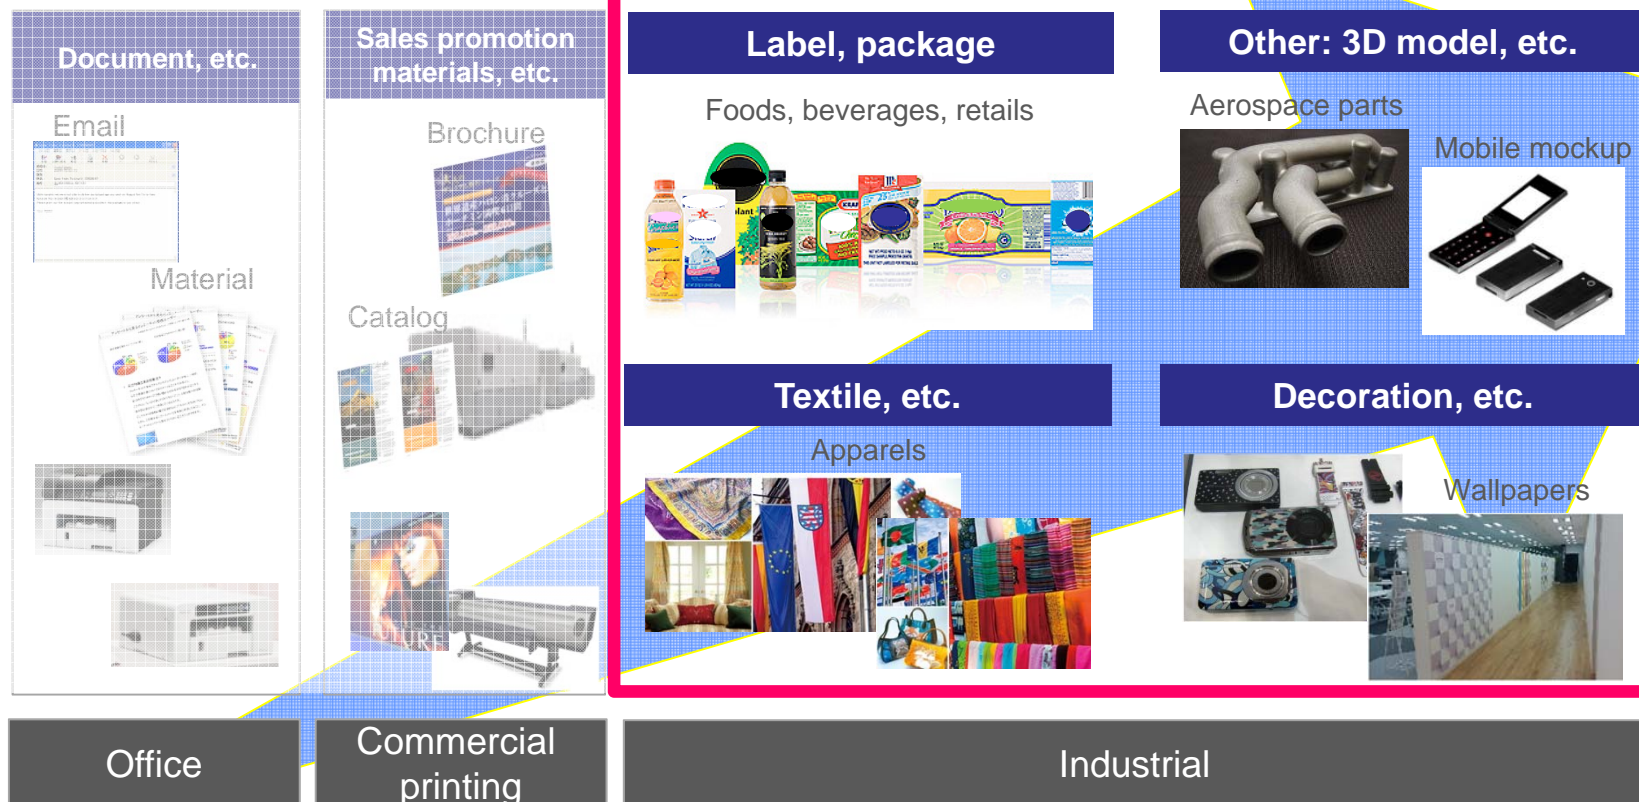 Document, etc.
Sales promotion
materials, etc.
Label, package
Other: 3D model, etc.
Email
Material
Brochure
Catalog
Foods, beverages, retails
Aerospace parts
Mobile mockup
Textile, etc.
Decoration, etc.
Apparels
Wallpapers
Office
Commercial
printing
Industrial